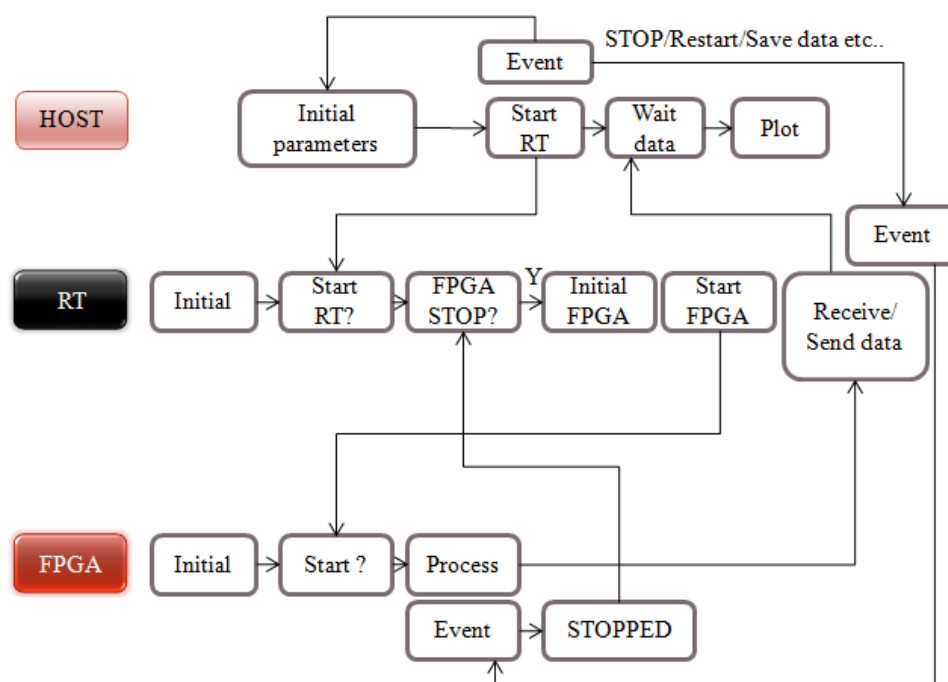 STOP/Restart/Save data etc..
Event
HOST
Initial
parameters
Start
RT
Wait
data
Plot
Event
RT
Initial
Start
RT?
FPGA
STOP?
Y
Initial
FPGA
Start
FPGA
Receive/
Send data
FPGA
Initial
Start ?
Process
Event
STOPPED